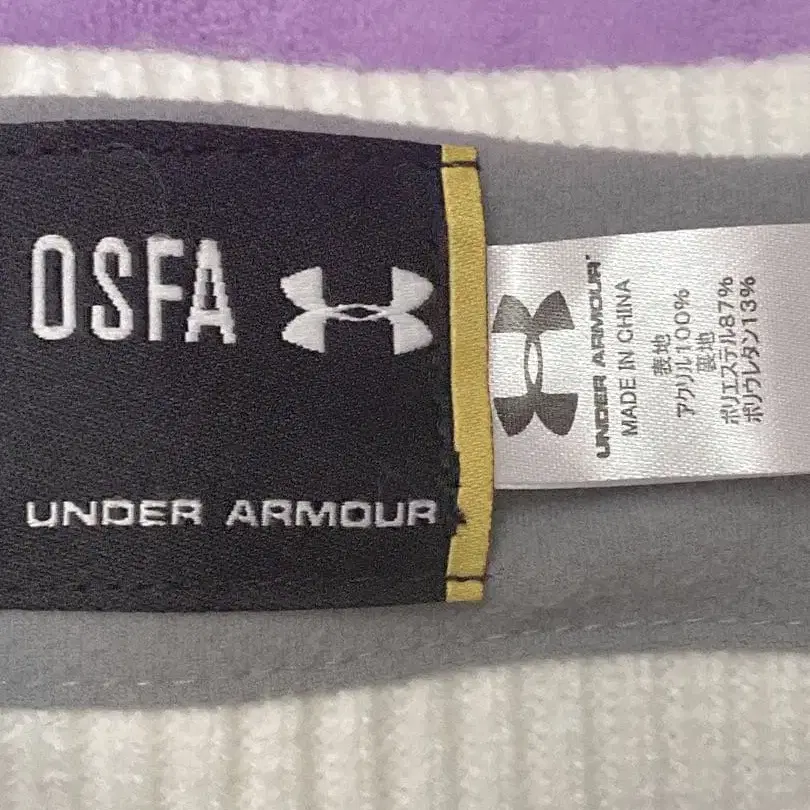 OSFA
UNDER ARMOUR
UNDER ARMOUR
MADE IN CHINA
表地
アクリル100%
裏地
ポリエステル87%
ポリウレタン13%